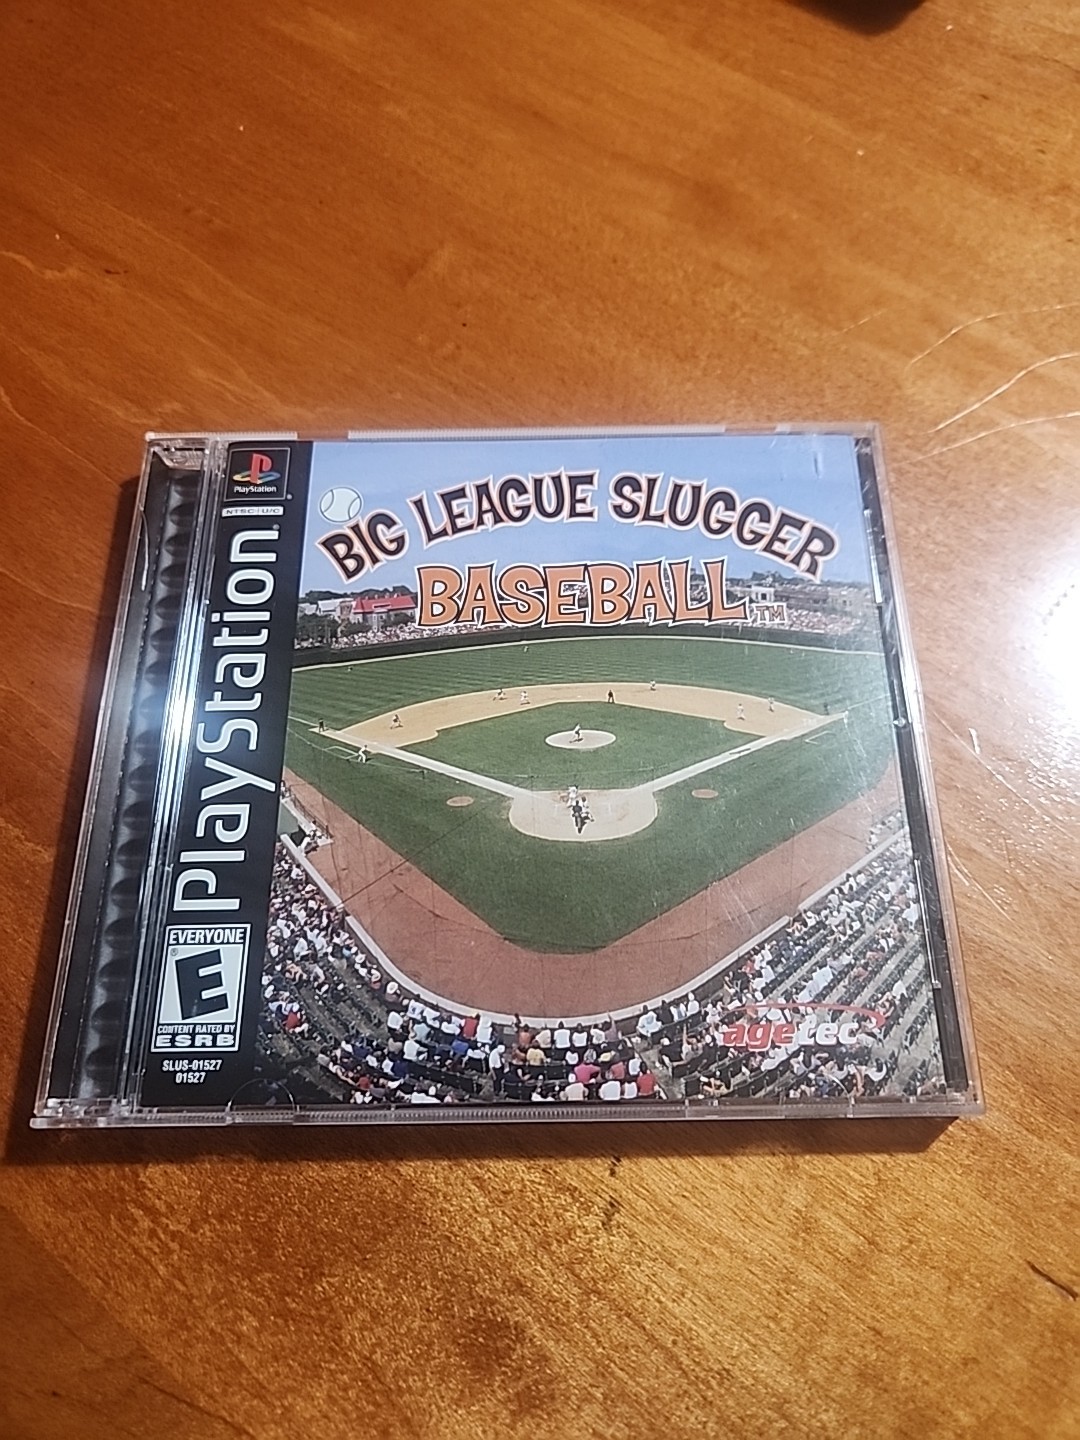 PlayStation
NTSC U/C
PlayStation®
BIG LEAGUE SLUGGER
BASEBALL™
EVERYONE
E
CONTENT RATED BY
ESRB
SLUS-01527
01527
agetec